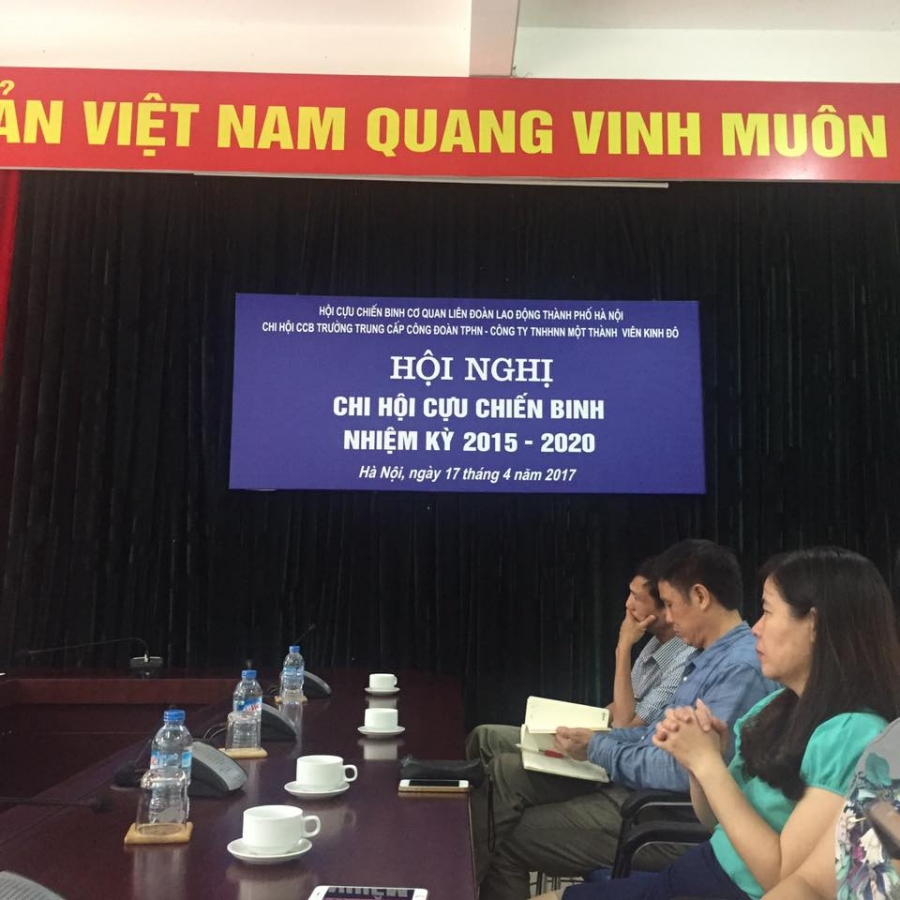 ẢN VIỆT NAM QUANG VINH MUÔN
HỘI CỰU CHIẾN BINH CƠ QUAN LIÊN ĐOÀN LAO ĐỘNG THÀNH PHỐ HÀ NỘI
CHI HỘI CCB TRƯỜNG TRUNG CẤP CÔNG ĐOÀN TPHN - CÔNG TY TNHHNN MỘT THÀNH VIÊN KINH ĐÔ
HỘI NGHỊ
CHI HỘI CỰU CHIẾN BINH
NHIỆM KỲ 2015 - 2020
Hà Nội, ngày 17 tháng 4 năm 2017